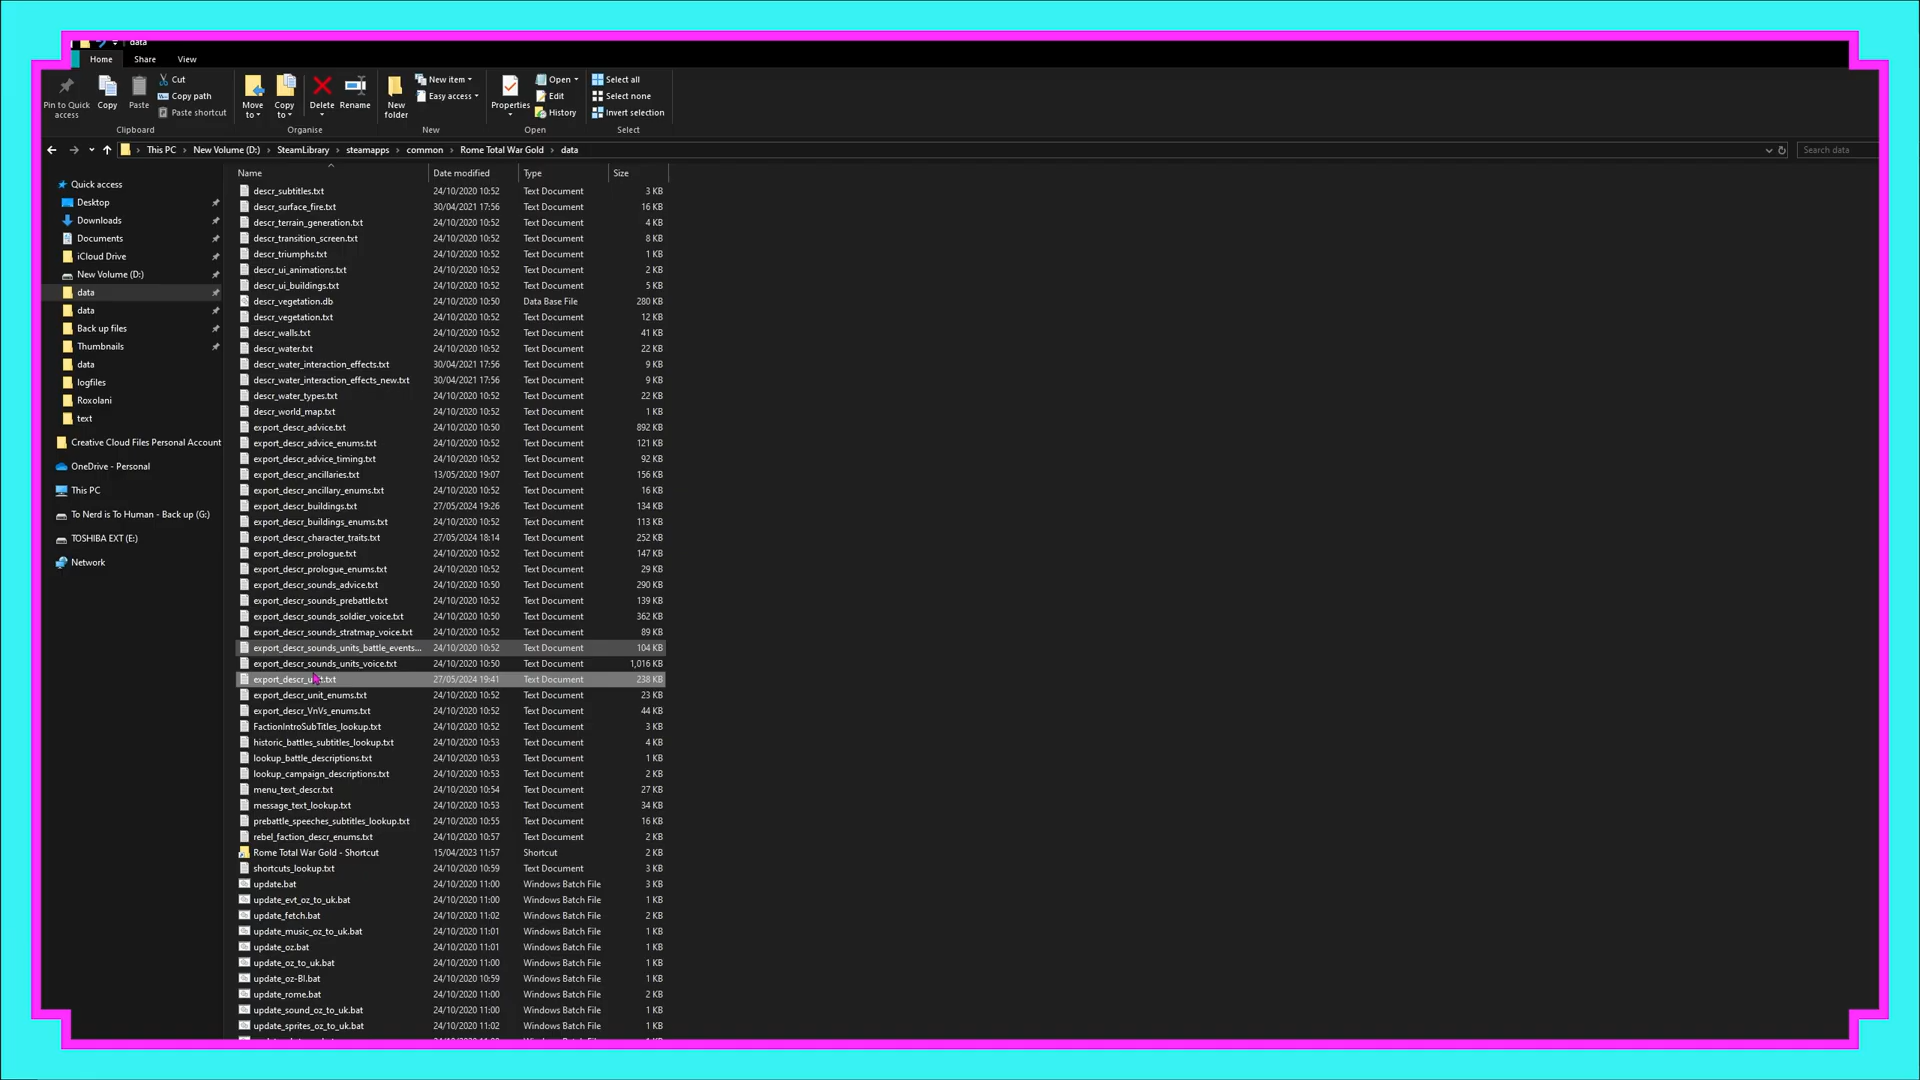 data
Home Share View
Pin to Quick access
Copy
Paste
Cut
Copy path
Paste shortcut
Clipboard
Move to
Copy to
Delete
Rename
Organise
New folder
New item
Easy access
New
Properties
Open
Edit
History
Open
Select all
Select none
Invert selection
Select
This PC > New Volume (D:) > SteamLibrary > steamapps > common > Rome Total War Gold > data
Search data
Quick access
Desktop
Downloads
Documents
iCloud Drive
New Volume (D:)
data
data
Back up files
Thumbnails
data
logfiles
Roxolani
text
Creative Cloud Files Personal Account
OneDrive - Personal
This PC
To Nerd is To Human - Back up (G:)
TOSHIBA EXT (E:)
Network
Name Date modified Type Size
descr_subtitles.txt 24/10/2020 10:52 Text Document 3 KB
descr_surface_fire.txt 30/04/2021 17:56 Text Document 16 KB
descr_terrain_generation.txt 24/10/2020 10:52 Text Document 4 KB
descr_transition_screen.txt 24/10/2020 10:52 Text Document 8 KB
descr_triumphs.txt 24/10/2020 10:52 Text Document 1 KB
descr_ui_animations.txt 24/10/2020 10:52 Text Document 2 KB
descr_ui_buildings.txt 24/10/2020 10:52 Text Document 5 KB
descr_vegetation.db 24/10/2020 10:50 Data Base File 280 KB
descr_vegetation.txt 24/10/2020 10:52 Text Document 12 KB
descr_walls.txt 24/10/2020 10:52 Text Document 41 KB
descr_water.txt 24/10/2020 10:52 Text Document 22 KB
descr_water_interaction_effects.txt 30/04/2021 17:56 Text Document 9 KB
descr_water_interaction_effects_new.txt 30/04/2021 17:56 Text Document 9 KB
descr_water_types.txt 24/10/2020 10:52 Text Document 22 KB
descr_world_map.txt 24/10/2020 10:52 Text Document 1 KB
export_descr_advice.txt 24/10/2020 10:50 Text Document 892 KB
export_descr_advice_enums.txt 24/10/2020 10:52 Text Document 121 KB
export_descr_advice_timing.txt 24/10/2020 10:52 Text Document 92 KB
export_descr_ancillaries.txt 13/05/2020 19:07 Text Document 156 KB
export_descr_ancillary_enums.txt 24/10/2020 10:52 Text Document 16 KB
export_descr_buildings.txt 27/05/2024 19:26 Text Document 134 KB
export_descr_buildings_enums.txt 24/10/2020 10:52 Text Document 113 KB
export_descr_character_traits.txt 27/05/2024 18:14 Text Document 252 KB
export_descr_prologue.txt 24/10/2020 10:52 Text Document 147 KB
export_descr_prologue_enums.txt 24/10/2020 10:52 Text Document 29 KB
export_descr_sounds_advice.txt 24/10/2020 10:50 Text Document 290 KB
export_descr_sounds_prebattle.txt 24/10/2020 10:52 Text Document 139 KB
export_descr_sounds_soldier_voice.txt 24/10/2020 10:50 Text Document 362 KB
export_descr_sounds_stratmap_voice.txt 24/10/2020 10:52 Text Document 89 KB
export_descr_sounds_units_battle_events... 24/10/2020 10:52 Text Document 104 KB
export_descr_sounds_units_voice.txt 24/10/2020 10:50 Text Document 1,016 KB
27/05/2024 19:41 Text Document 238 KB
export_descr_unit_enums.txt 24/10/2020 10:52 Text Document 23 KB
export_descr_VnVs_enums.txt 24/10/2020 10:52 Text Document 44 KB
FactionIntroSubTitles_lookup.txt 24/10/2020 10:52 Text Document 3 KB
historic_battles_subtitles_lookup.txt 24/10/2020 10:53 Text Document 4 KB
lookup_battle_descriptions.txt 24/10/2020 10:53 Text Document 1 KB
lookup_campaign_descriptions.txt 24/10/2020 10:53 Text Document 2 KB
menu_text_descr.txt 24/10/2020 10:54 Text Document 27 KB
message_text_lookup.txt 24/10/2020 10:53 Text Document 34 KB
prebattle_speeches_subtitles_lookup.txt 24/10/2020 10:55 Text Document 16 KB
rebel_faction_descr_enums.txt 24/10/2020 10:57 Text Document 2 KB
Rome Total War Gold - Shortcut 15/04/2023 11:57 Shortcut 2 KB
shortcuts_lookup.txt 24/10/2020 10:59 Text Document 3 KB
update.bat 24/10/2020 11:00 Windows Batch File 3 KB
update_evt_oz_to_uk.bat 24/10/2020 11:00 Windows Batch File 1 KB
update_fetch.bat 24/10/2020 11:02 Windows Batch File 2 KB
update_music_oz_to_uk.bat 24/10/2020 11:01 Windows Batch File 1 KB
update_oz.bat 24/10/2020 11:01 Windows Batch File 1 KB
update_oz_to_uk.bat 24/10/2020 11:00 Windows Batch File 1 KB
update_oz-BI.bat 24/10/2020 10:59 Windows Batch File 1 KB
update_rome.bat 24/10/2020 11:00 Windows Batch File 2 KB
update_sound_oz_to_uk.bat 24/10/2020 11:00 Windows Batch File 1 KB
update_sprites_oz_to_uk.bat 24/10/2020 11:02 Windows Batch File 1 KB